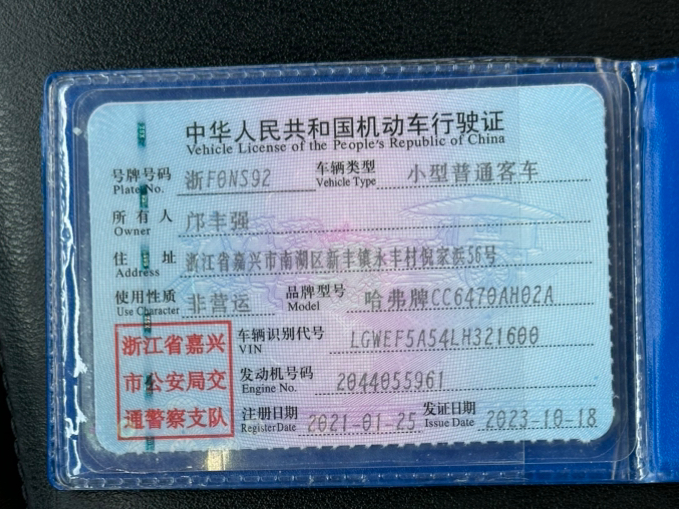 中华人民共和国机动车行驶证
Vehicle License of the People's Republic of China
号牌号码 浙F0NS92 车辆类型 小型普通客车
Plate No. Vehicle Type
所有人 邝丰强
Owner
住址 浙江省嘉兴市南湖区新丰镇永丰村倪家浜56号
Address
使用性质 非营运 品牌型号 哈弗牌CC6470AH02A
Use Character Model
浙江省嘉兴 车辆识别代号 LGWEF5A54LH321600
VIN
市公安局交 发动机号码 2044055961
Engine No.
通警察支队 注册日期 2021-01-25 发证日期 2023-10-18
Register Date Issue Date